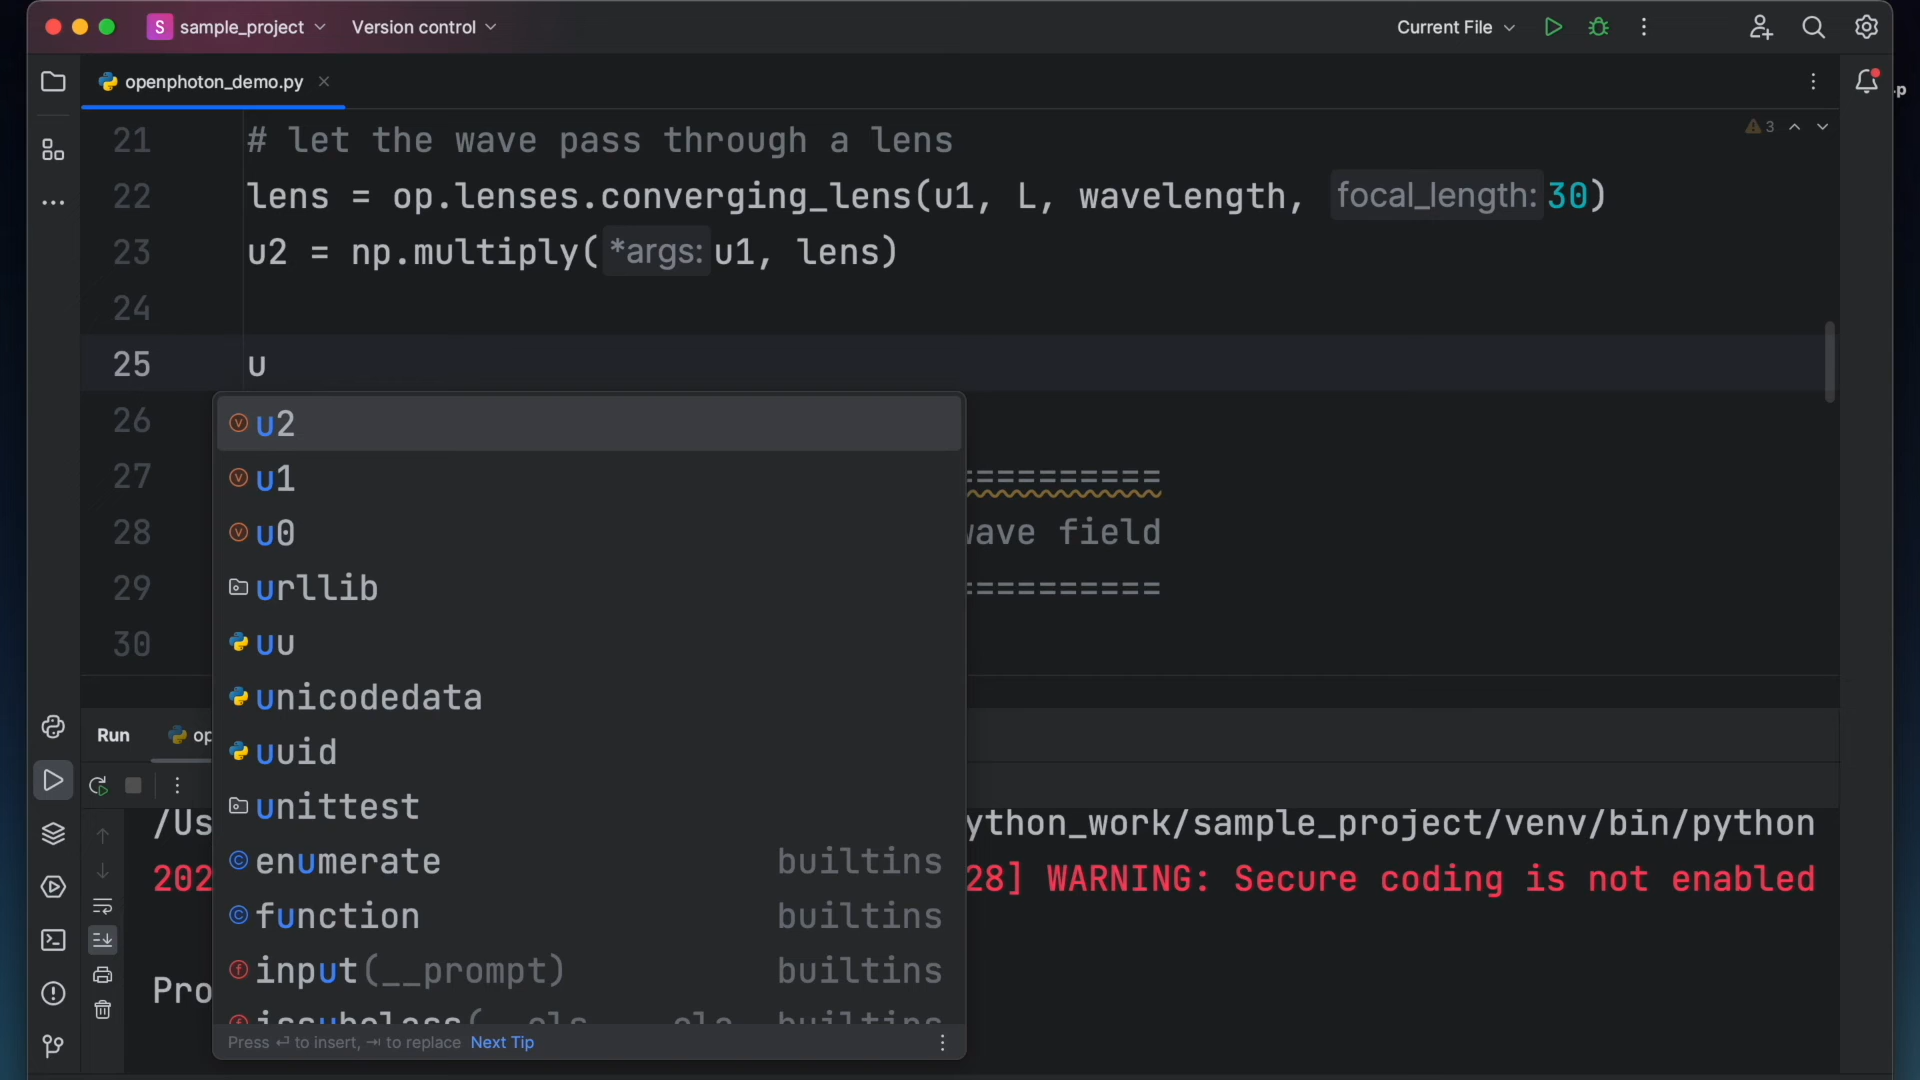 S sample_project Version control Current File
openphoton_demo.py
.p
3
21 # let the wave pass through a lens
22 lens = op.lenses.converging_lens(u1, L, wavelength, focal_length: 30)
23 u2 = np.multiply( *args: u1, lens)
24
25 u
26
27 ==========
28 wave field
29 ==========
30
u2
u1
u0
urllib
uu
unicodedata
uuid
unittest
enumerate builtins
function builtins
input(__prompt) builtins
Press ⏎ to insert, ⇥ to replace Next Tip
Run op
/Us ython_work/sample_project/venv/bin/python
202 28] WARNING: Secure coding is not enabled
Pro